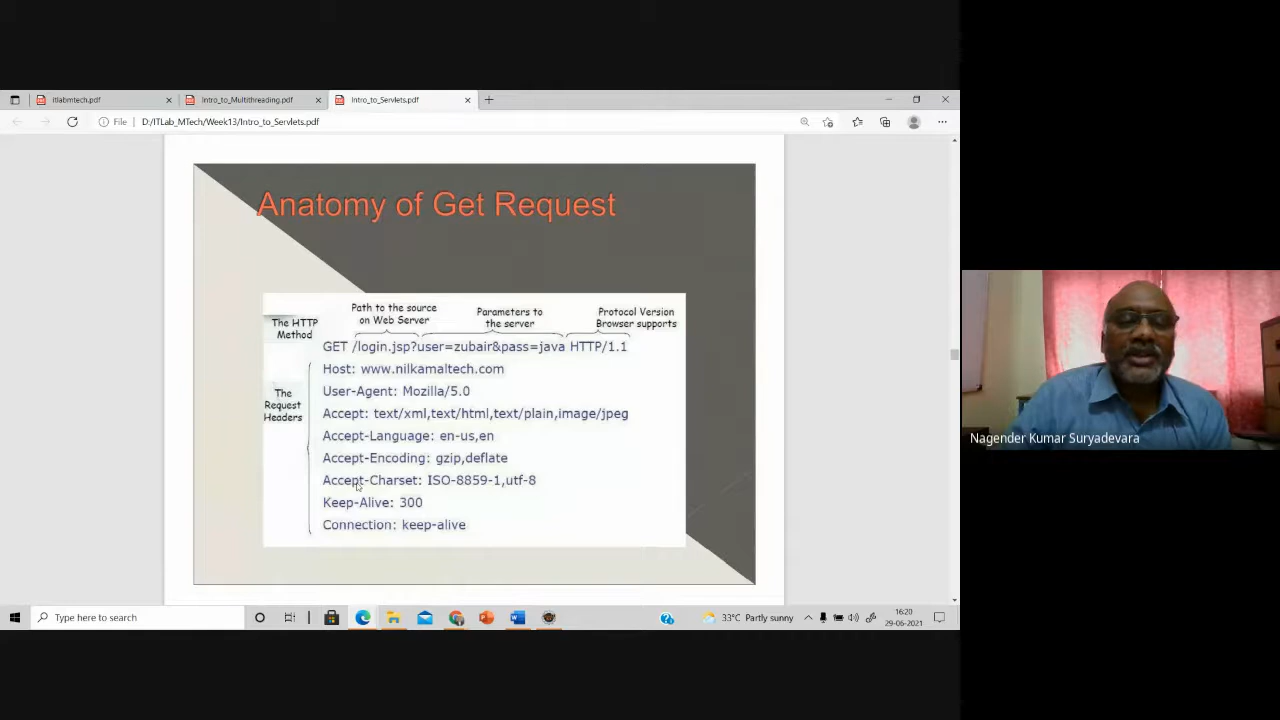 itlabmtech.pdf
Intro_to_Multithreading.pdf
Intro_to_Servlets.pdf
File
D:/ITLab_MTech/Week13/Intro_to_Servlets.pdf
Anatomy of Get Request
The HTTP
Method
Path to the source
on Web Server
Parameters to
the server
Protocol Version
Browser supports
GET /login.jsp?user=zubair&pass=java HTTP/1.1
The
Request
Headers
Host: www.nilkamaltech.com
User-Agent: Mozilla/5.0
Accept: text/xml,text/html,text/plain,image/jpeg
Accept-Language: en-us,en
Accept-Encoding: gzip,deflate
Accept-Charset: ISO-8859-1,utf-8
Keep-Alive: 300
Connection: keep-alive
Nagender Kumar Suryadevara
Type here to search
33°C Partly sunny
16:20
29-06-2021